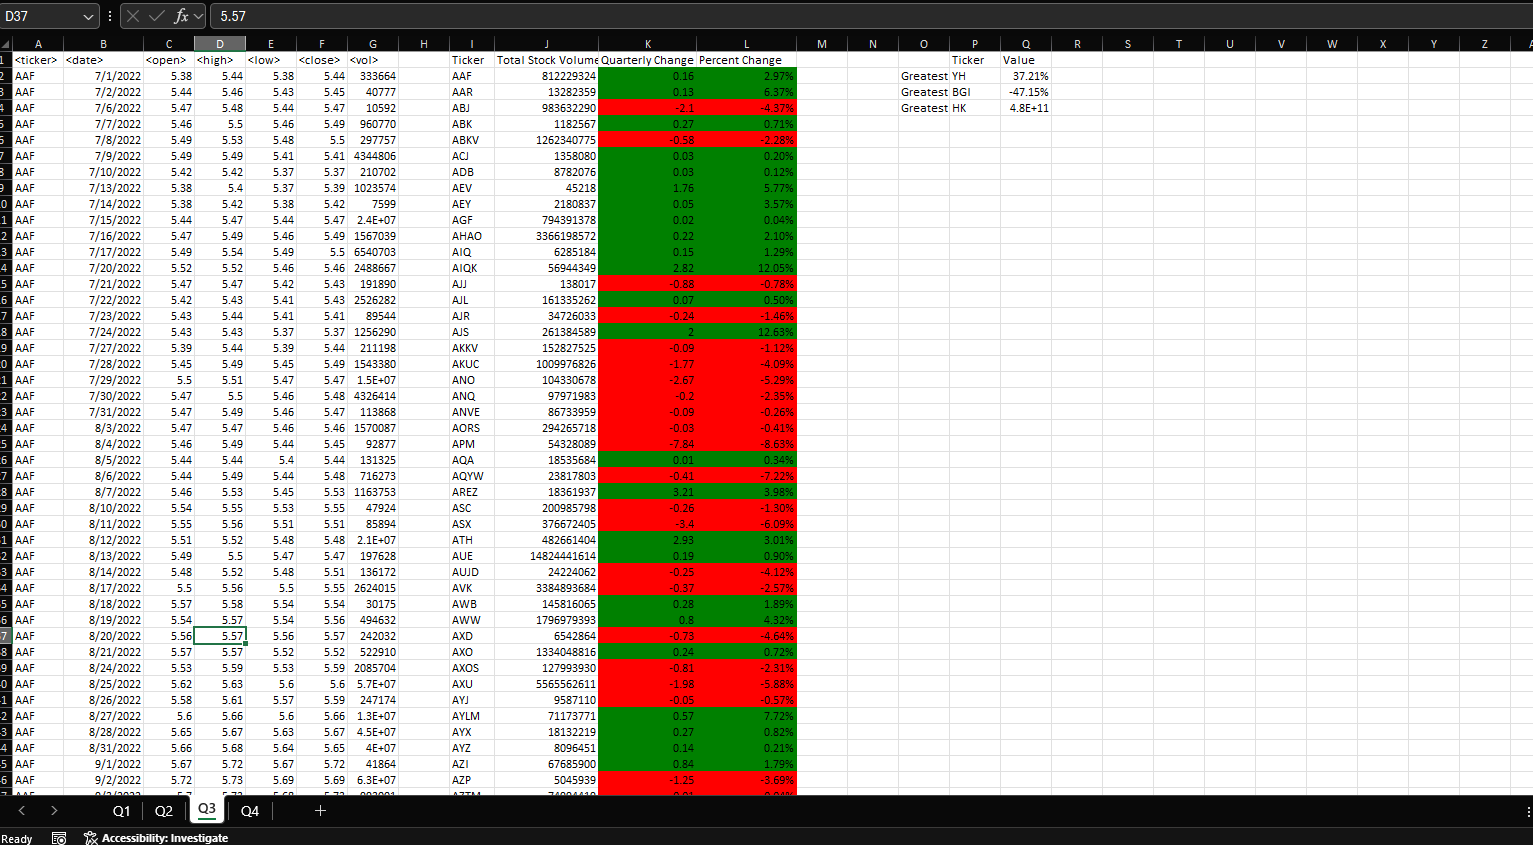 D37 fx 5.57
A B C D E F G H I J K L M N O P Q R S T U V W X Y Z
<ticker> <date> <open> <high> <low> <close> <vol> Ticker Total Stock Volume Quarterly Change Percent Change Ticker Value
AAF 7/1/2022 5.38 5.44 5.38 5.44 333664 AAF 812229324 0.16 2.97% Greatest YH 37.21%
AAF 7/2/2022 5.44 5.46 5.43 5.45 40777 AAR 13282359 0.13 6.37% Greatest BGI -47.15%
AAF 7/6/2022 5.47 5.48 5.44 5.47 10592 ABJ 983632290 -2.1 -4.37% Greatest HK 4.8E+11
AAF 7/7/2022 5.46 5.5 5.46 5.49 960770 ABK 1182567 0.27 0.71%
AAF 7/8/2022 5.49 5.53 5.48 5.5 297757 ABKV 1262340775 -0.58 -2.28%
AAF 7/9/2022 5.49 5.49 5.41 5.41 4344806 ACJ 1358080 0.03 0.20%
AAF 7/10/2022 5.42 5.42 5.37 5.37 210702 ADB 8782076 0.03 0.12%
AAF 7/13/2022 5.38 5.4 5.37 5.39 1023574 AEV 45218 1.76 5.77%
AAF 7/14/2022 5.38 5.42 5.38 5.42 7599 AEY 2180837 0.05 3.57%
AAF 7/15/2022 5.44 5.47 5.44 5.47 2.4E+07 AGF 794391378 0.02 0.04%
AAF 7/16/2022 5.47 5.49 5.46 5.49 1567039 AHAO 3366198572 0.22 2.10%
AAF 7/17/2022 5.49 5.54 5.49 5.5 6540703 AIQ 6285184 0.15 1.29%
AAF 7/20/2022 5.52 5.52 5.46 5.46 2488667 AIQK 56944349 2.82 12.05%
AAF 7/21/2022 5.47 5.47 5.42 5.43 191890 AJJ 138017 -0.88 -0.78%
AAF 7/22/2022 5.42 5.43 5.41 5.43 2526282 AJL 161335262 0.07 0.50%
AAF 7/23/2022 5.43 5.44 5.41 5.41 89544 AJR 34726033 -0.24 -1.46%
AAF 7/24/2022 5.43 5.43 5.37 5.37 1256290 AJS 261384589 2 12.63%
AAF 7/27/2022 5.39 5.44 5.39 5.44 211198 AKKV 152827525 -0.09 -1.12%
AAF 7/28/2022 5.45 5.49 5.45 5.49 1543380 AKUC 1009976826 -1.77 -4.09%
AAF 7/29/2022 5.5 5.51 5.47 5.47 1.5E+07 ANO 104330678 -2.67 -5.29%
AAF 7/30/2022 5.47 5.5 5.46 5.48 4326414 ANQ 97971983 -0.2 -2.35%
AAF 7/31/2022 5.47 5.49 5.46 5.47 113868 ANVE 86733959 -0.09 -0.26%
AAF 8/3/2022 5.47 5.47 5.46 5.46 1570087 AORS 294265718 -0.03 -0.41%
AAF 8/4/2022 5.46 5.49 5.44 5.45 92877 APM 54328089 -7.84 -8.63%
AAF 8/5/2022 5.44 5.44 5.4 5.44 131325 AQA 18535684 0.01 0.34%
AAF 8/6/2022 5.44 5.49 5.44 5.48 716273 AQYW 23817803 -0.41 -7.22%
AAF 8/7/2022 5.46 5.53 5.45 5.53 1163753 AREZ 18361937 3.21 3.98%
AAF 8/10/2022 5.54 5.55 5.53 5.55 47924 ASC 200985798 -0.26 -1.30%
AAF 8/11/2022 5.55 5.56 5.51 5.51 85894 ASX 376672405 -3.4 -6.09%
AAF 8/12/2022 5.51 5.52 5.48 5.48 2.1E+07 ATH 482661404 2.93 3.01%
AAF 8/13/2022 5.49 5.5 5.47 5.47 197628 AUE 14824441614 0.19 0.90%
AAF 8/14/2022 5.48 5.52 5.48 5.51 136172 AUJD 24224062 -0.25 -4.12%
AAF 8/17/2022 5.5 5.56 5.5 5.55 2624015 AVK 3384893684 -0.37 -2.57%
AAF 8/18/2022 5.57 5.58 5.54 5.54 30175 AWB 145816065 0.28 1.89%
AAF 8/19/2022 5.54 5.57 5.54 5.56 494632 AWW 1796979393 0.8 4.32%
AAF 8/20/2022 5.56 5.57 5.56 5.57 242032 AXD 6542864 -0.73 -4.64%
AAF 8/21/2022 5.57 5.57 5.52 5.52 522910 AXO 1334048816 0.24 0.72%
AAF 8/24/2022 5.53 5.59 5.53 5.59 2085704 AXOS 127993930 -0.81 -2.31%
AAF 8/25/2022 5.62 5.63 5.6 5.6 5.7E+07 AXU 5565562611 -1.98 -5.88%
AAF 8/26/2022 5.58 5.61 5.57 5.59 247174 AYJ 9587110 -0.05 -0.57%
AAF 8/27/2022 5.6 5.66 5.6 5.66 1.3E+07 AYLM 71173771 0.57 7.72%
AAF 8/28/2022 5.65 5.67 5.63 5.67 4.5E+07 AYX 18132219 0.27 0.82%
AAF 8/31/2022 5.66 5.68 5.64 5.65 4E+07 AYZ 8096451 0.14 0.21%
AAF 9/1/2022 5.67 5.72 5.67 5.72 41864 AZI 67685900 0.84 1.79%
AAF 9/2/2022 5.72 5.73 5.69 5.69 6.3E+07 AZP 5045939 -1.25 -3.69%
Q1 Q2 Q3 Q4
Ready Accessibility: Investigate